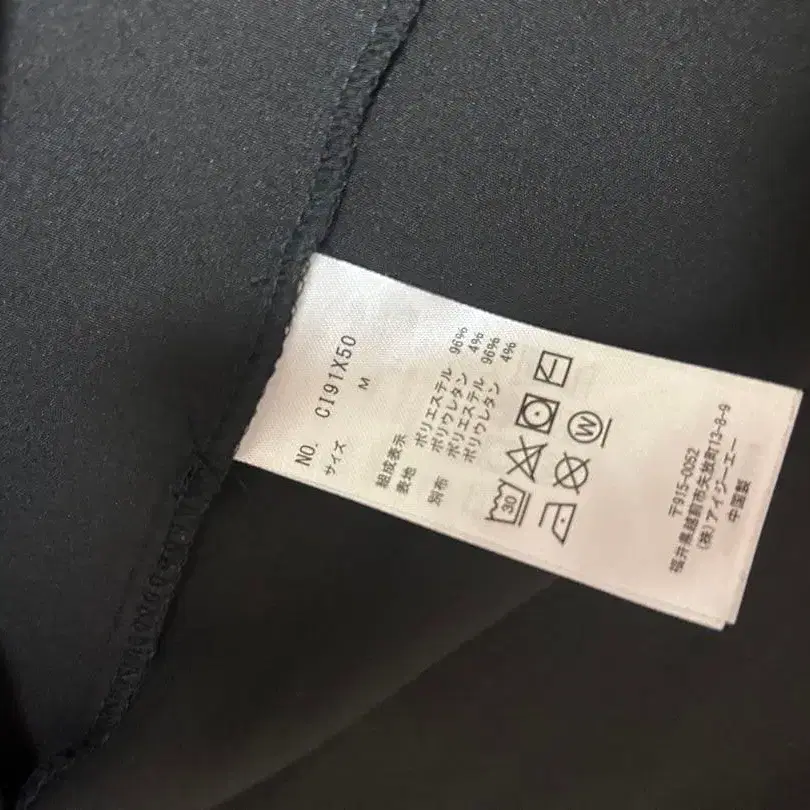 NO. CI91X50
サイズ M
組成表示
表地 ポリエステル 96%
ポリウレタン 4%
別布 ポリエステル 96%
ポリウレタン 4%
30
W
〒915-0052
福井県越前市矢放町13-8-9
(株)アイジーエー
中国製